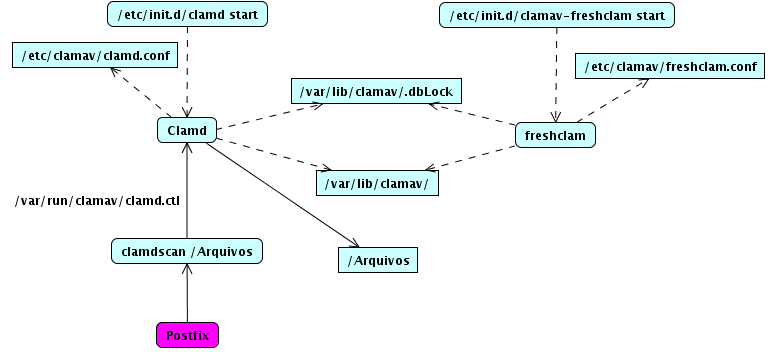 /etc/init.d/clamd start
/etc/init.d/clamav-freshclam start
/etc/clamav/clamd.conf
/etc/clamav/freshclam.conf
/var/lib/clamav/.dbLock
Clamd
freshclam
/var/lib/clamav/
/var/run/clamav/clamd.ctl
clamdscan /Arquivos
/Arquivos
Postfix